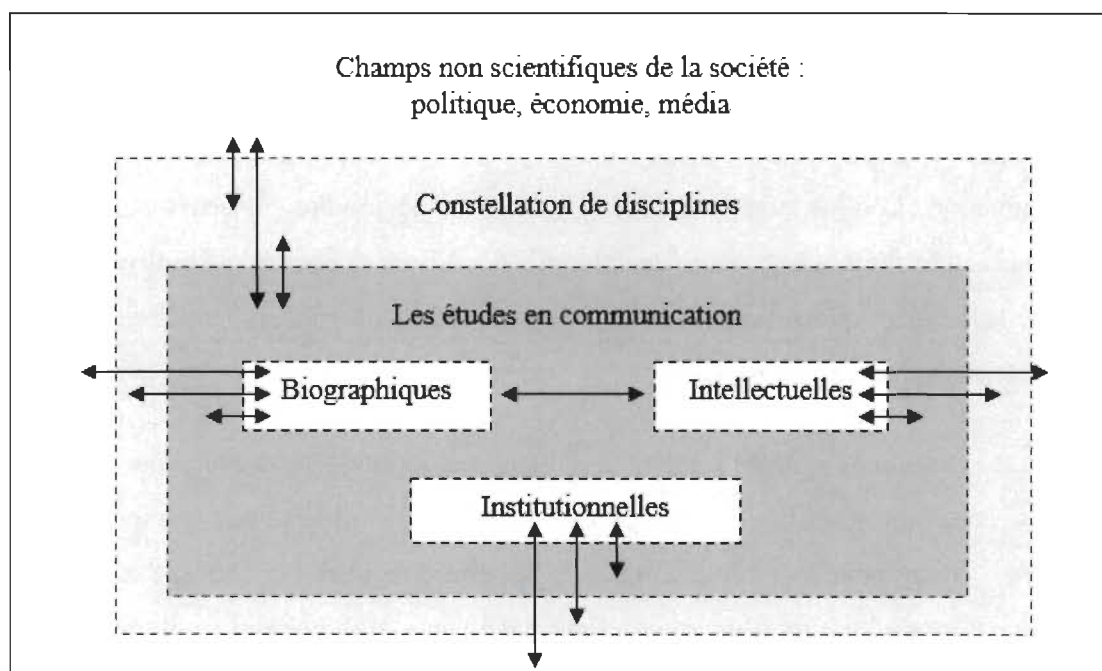 Champs non scientifiques de la société :
politique, économie, média
Constellation de disciplines
Les études en communication
Biographiques
Intellectuelles
Institutionnelles